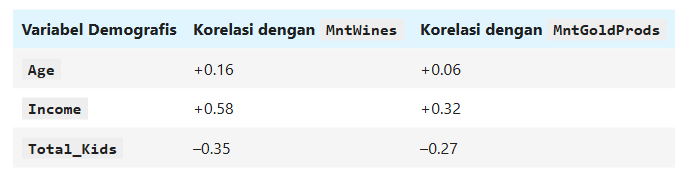 Variabel Demografis Korelasi dengan MntWines Korelasi dengan MntGoldProds
Age +0.16 +0.06
Income +0.58 +0.32
Total_Kids –0.35 –0.27